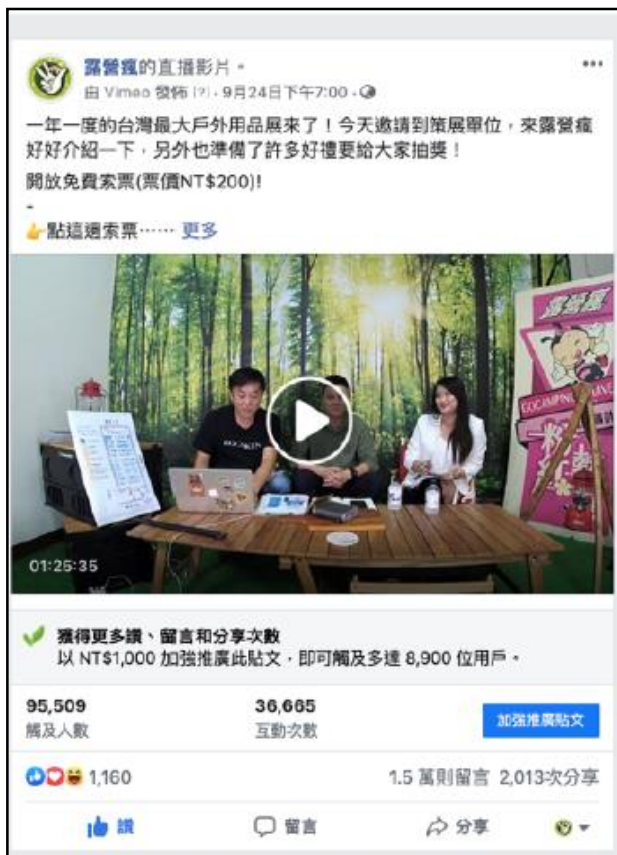 露營瘋的直播影片。
由 Vimeo 發佈 [?]・9月24日下午7:00・
一年一度的台灣最大戶外用品展來了！今天邀請到策展單位，來露營瘋
好好介紹一下，另外也準備了許多好禮要給大家抽獎！
開放免費索票(票價NT$200)!
-
👉點這邊索票…… 更多
露營瘋
GOCAMPING
粉紅
01:25:35
獲得更多讚、留言和分享次數
以 NT$1,000 加強推廣此貼文，即可觸及多達 8,900 位用戶。
95,509
36,665
觸及人數
互動次數
加強推廣貼文
1,160
1.5 萬則留言 2,013次分享
讚
留言
分享